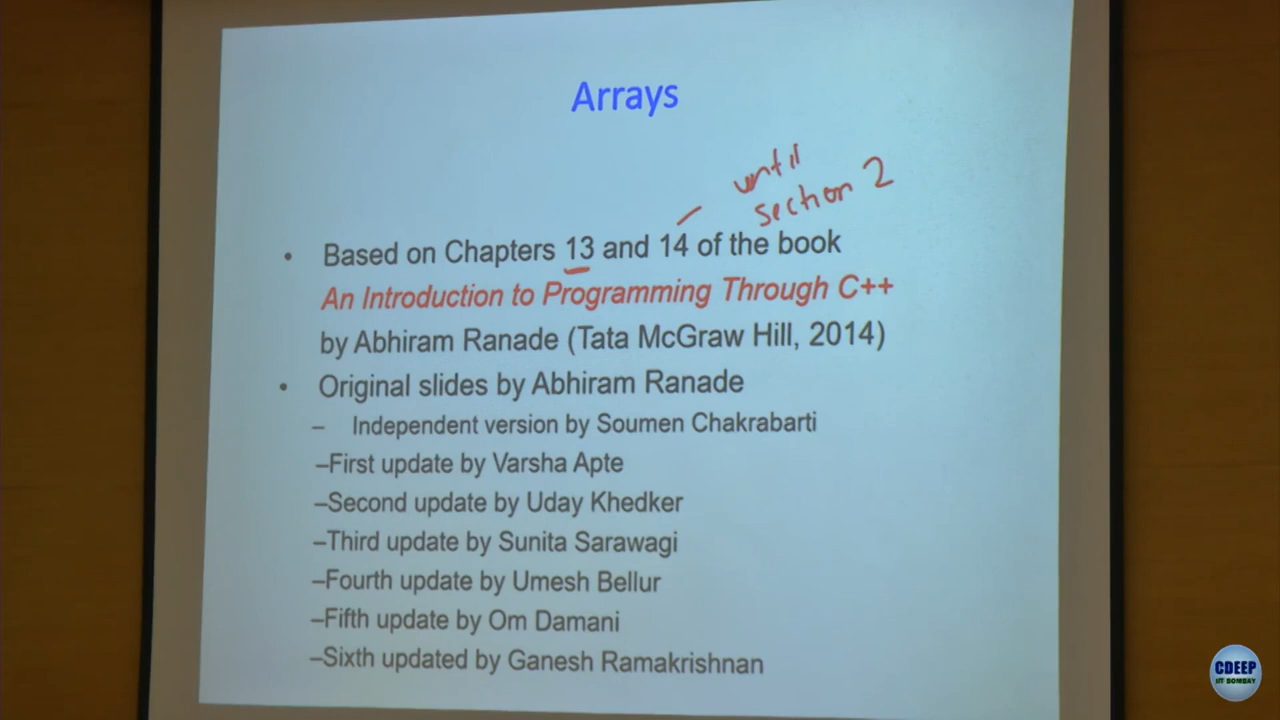 Arrays
until
section 2
• Based on Chapters 13 and 14 of the book
An Introduction to Programming Through C++
by Abhiram Ranade (Tata McGraw Hill, 2014)
• Original slides by Abhiram Ranade
– Independent version by Soumen Chakrabarti
–First update by Varsha Apte
–Second update by Uday Khedker
–Third update by Sunita Sarawagi
–Fourth update by Umesh Bellur
–Fifth update by Om Damani
–Sixth updated by Ganesh Ramakrishnan
CDEEP
IIT BOMBAY